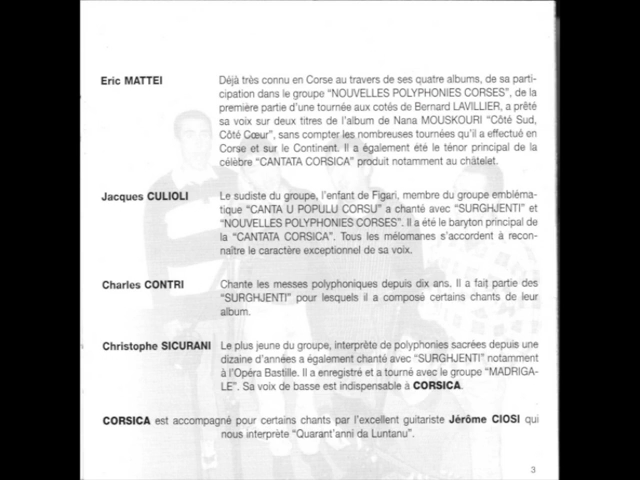 Eric MATTEI Déjà très connu en Corse au travers de ses quatre albums, de sa parti-
cipation dans le groupe “NOUVELLES POLYPHONIES CORSES”, de la
première partie d'une tournée aux cotés de Bernard LAVILLIER, a prêté
sa voix sur deux titres de l'album de Nana MOUSKOURI “Côté Sud,
Côté Cœur”, sans compter les nombreuses tournées qu'il a effectué en
Corse et sur le Continent. Il a également été le ténor principal de la
célèbre “CANTATA CORSICA” produit notamment au châtelet.
Jacques CULIOLI Le sudiste du groupe, l'enfant de Figari, membre du groupe embléma-
tique “CANTA U POPULU CORSU” a chanté avec “SURGHJENTI” et
“NOUVELLES POLYPHONIES CORSES”. Il a été le baryton principal de
la “CANTATA CORSICA”. Tous les mélomanes s'accordent à recon-
naître le caractère exceptionnel de sa voix.
Charles CONTRI Chante les messes polyphoniques depuis dix ans. Il a fait partie des
“SURGHJENTI” pour lesquels il a composé certains chants de leur
album.
Christophe SICURANI Le plus jeune du groupe, interprète de polyphonies sacrées depuis une
dizaine d'années a également chanté avec “SURGHJENTI” notamment
à l'Opéra Bastille. Il a enregistré et a tourné avec le groupe “MADRIGA-
LE”. Sa voix de basse est indispensable à CORSICA.
CORSICA est accompagné pour certains chants par l'excellent guitariste Jérôme CIOSI qui
nous interprète “Quarant'anni da Luntanu”.
3